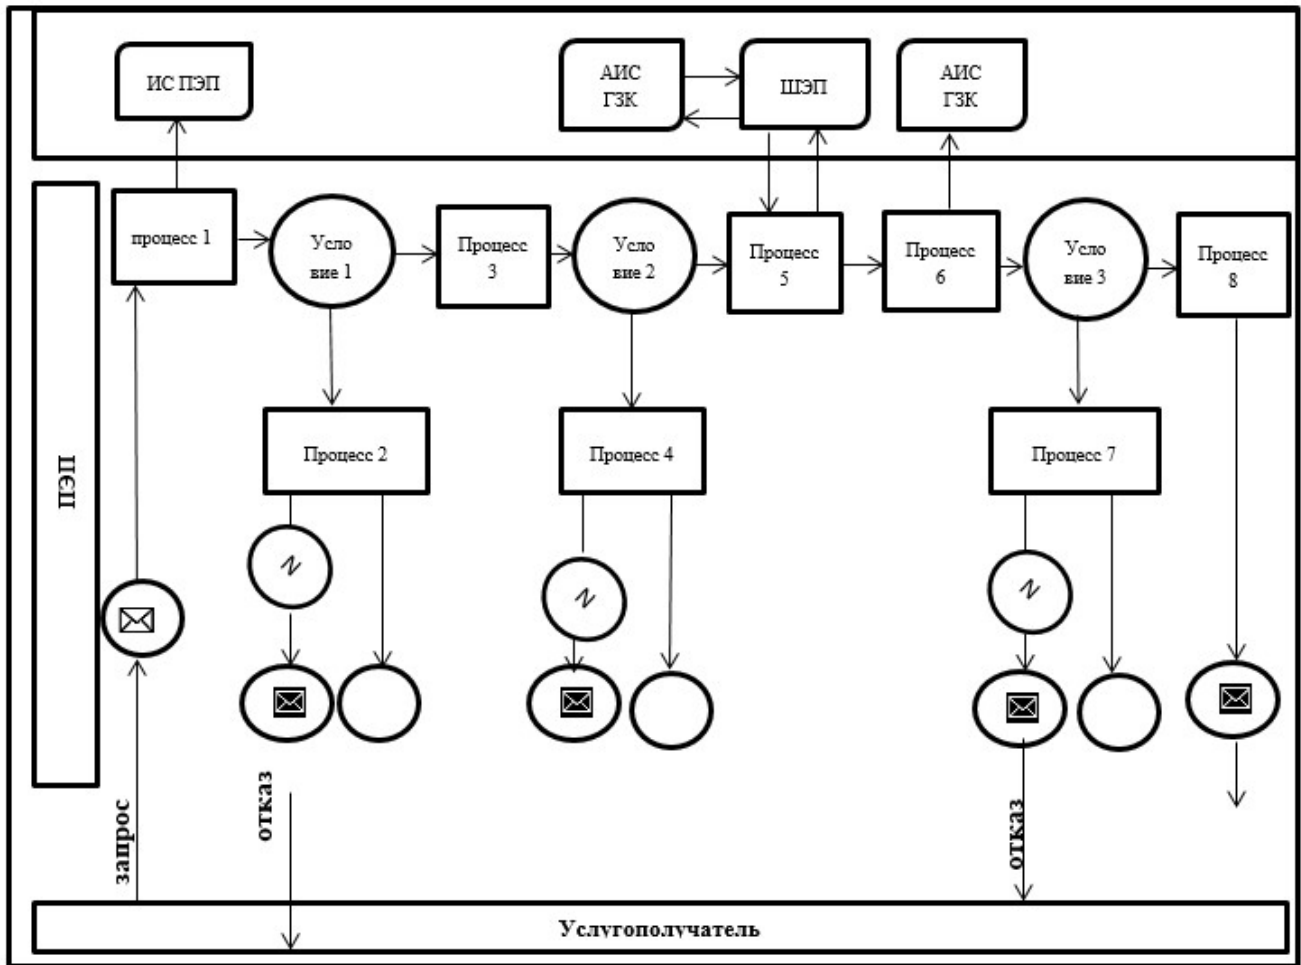 ИС ПЭП
АИС
ГЗК
ШЭП
АИС
ГЗК
процесс 1
Усло
вие 1
Процесс
3
Усло
вие 2
Процесс
5
Процесс
6
Усло
вие 3
Процесс
8
Процесс 2
Процесс 4
Процесс 7
ПЭП
N
N
N
запрос
отказ
отказ
Услугополучатель